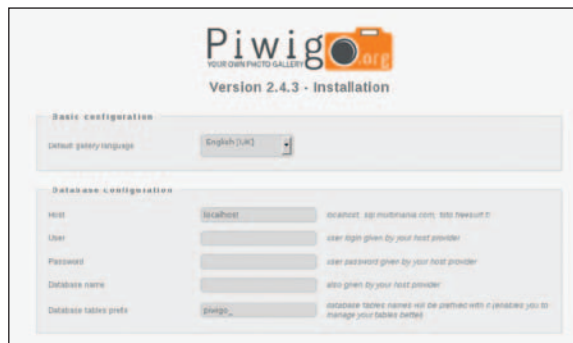 Piwigo.org
YOUR OWN PHOTO GALLERY
Version 2.4.3 - Installation
Basic configuration
Default gallery language English [UK]
Database configuration
Host localhost localhost, sql.multimania.com, toto.freesurf.fr
User user login given by your host provider
Password user password given by your host provider
Database name also given by your host provider
Database tables prefix piwigo_ database tables names will be prefixed with it (enables you to
manage your tables better)